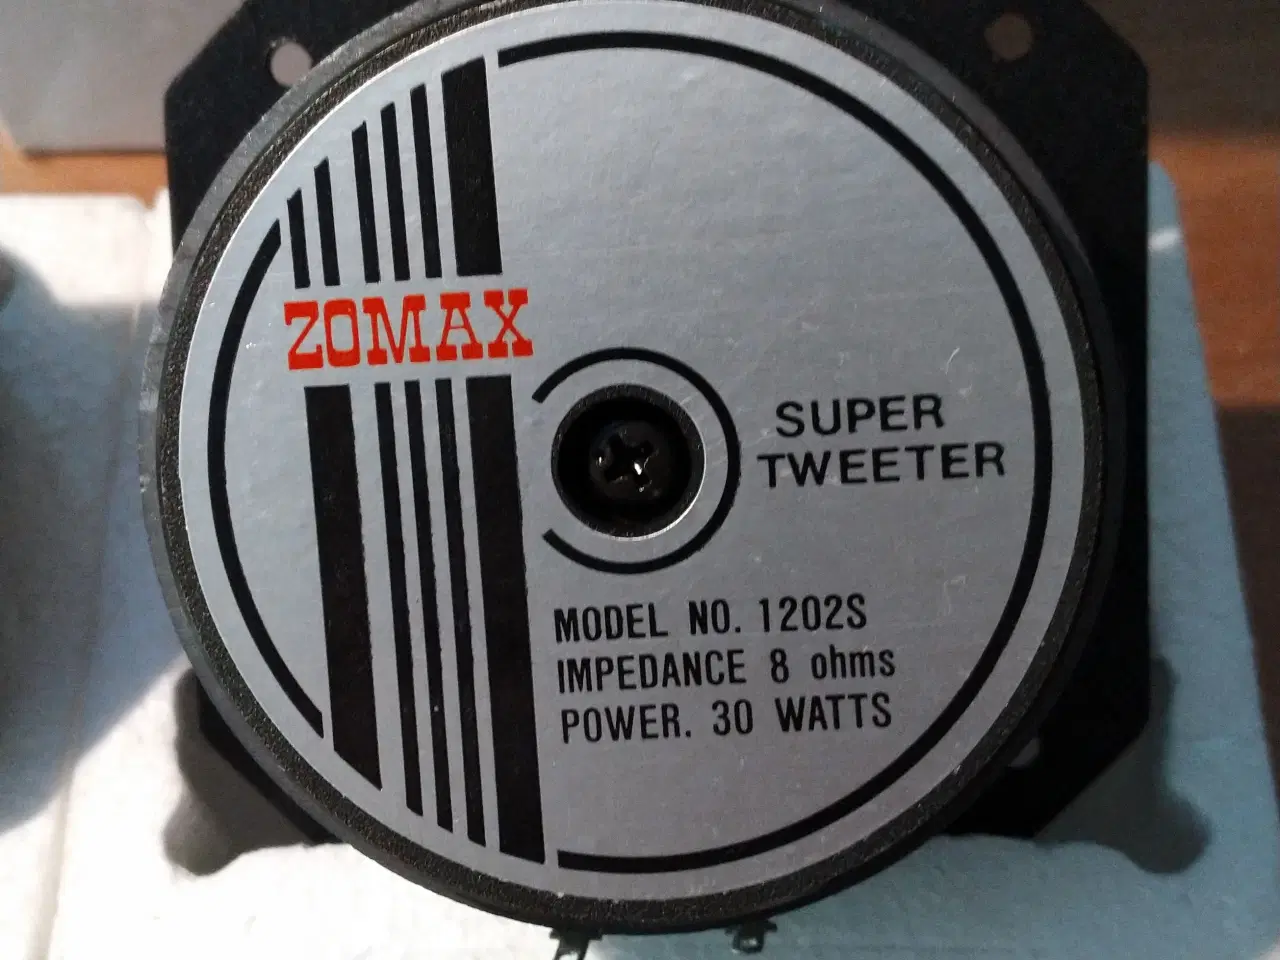 ZOMAX
SUPER
TWEETER
MODEL NO. 1202S
IMPEDANCE 8 ohms
POWER. 30 WATTS